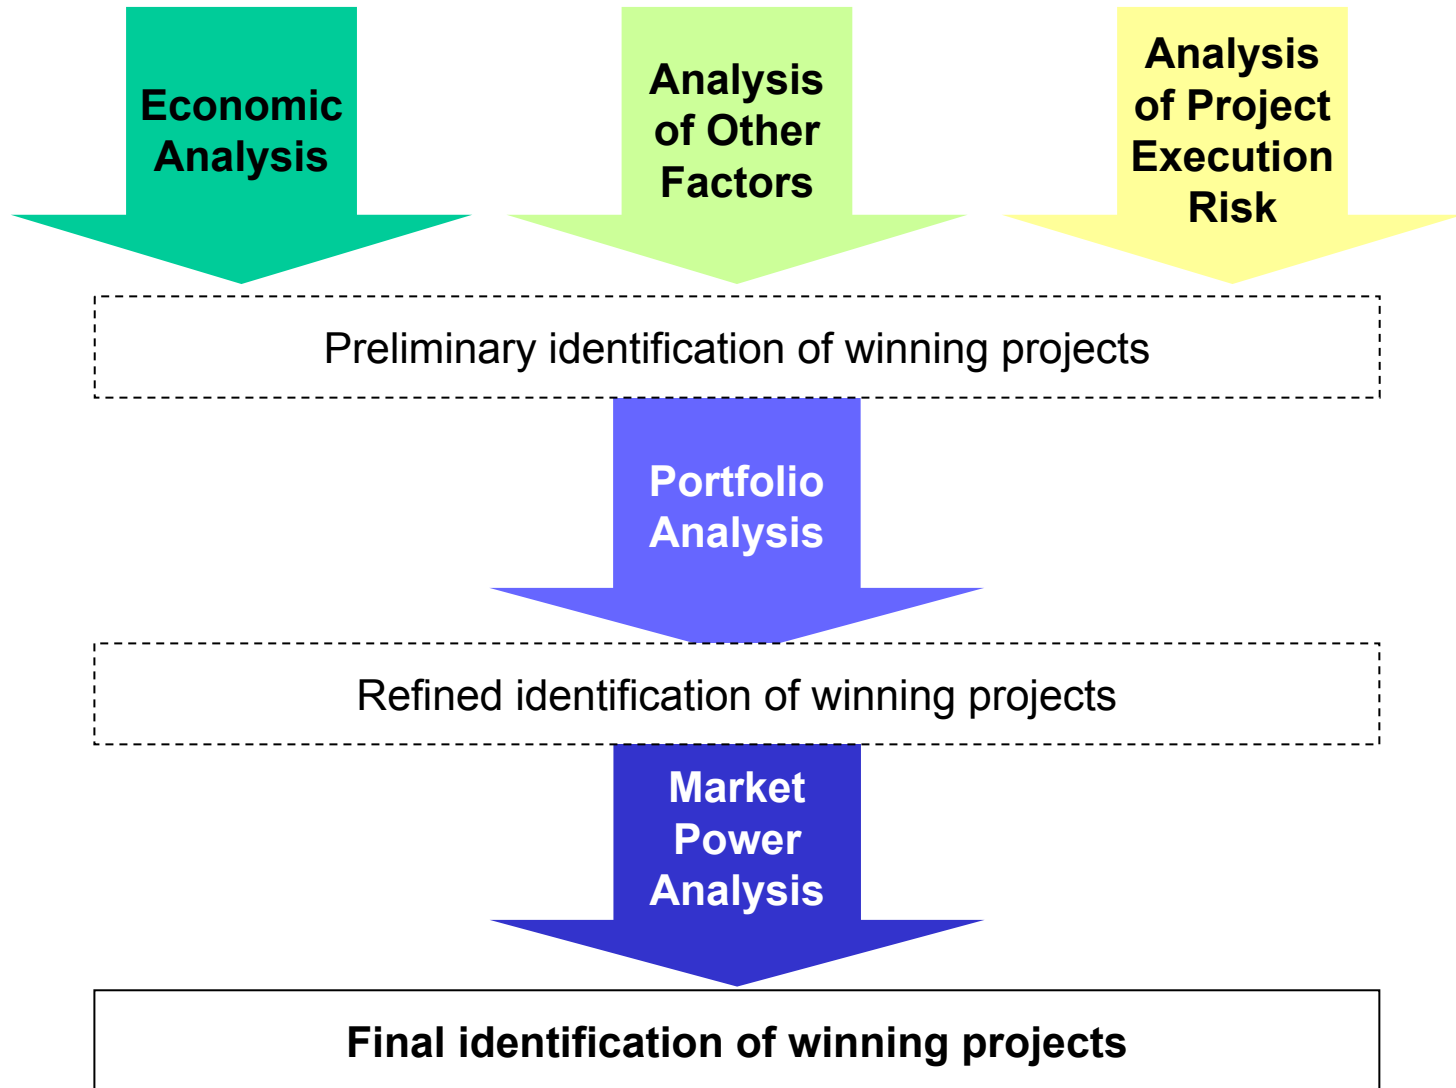 Economic
Analysis
Analysis
of Other
Factors
Analysis
of Project
Execution
Risk
Preliminary identification of winning projects
Portfolio
Analysis
Refined identification of winning projects
Market
Power
Analysis
Final identification of winning projects